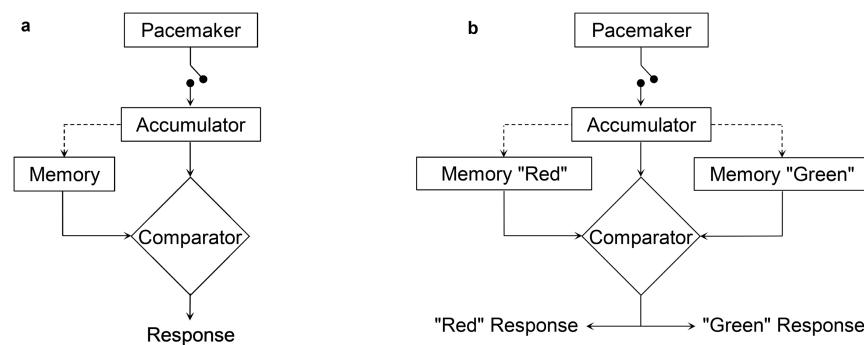 a
Pacemaker
Accumulator
Memory
Comparator
Response
b
Pacemaker
Accumulator
Memory "Red"
Memory "Green"
Comparator
"Red" Response
"Green" Response